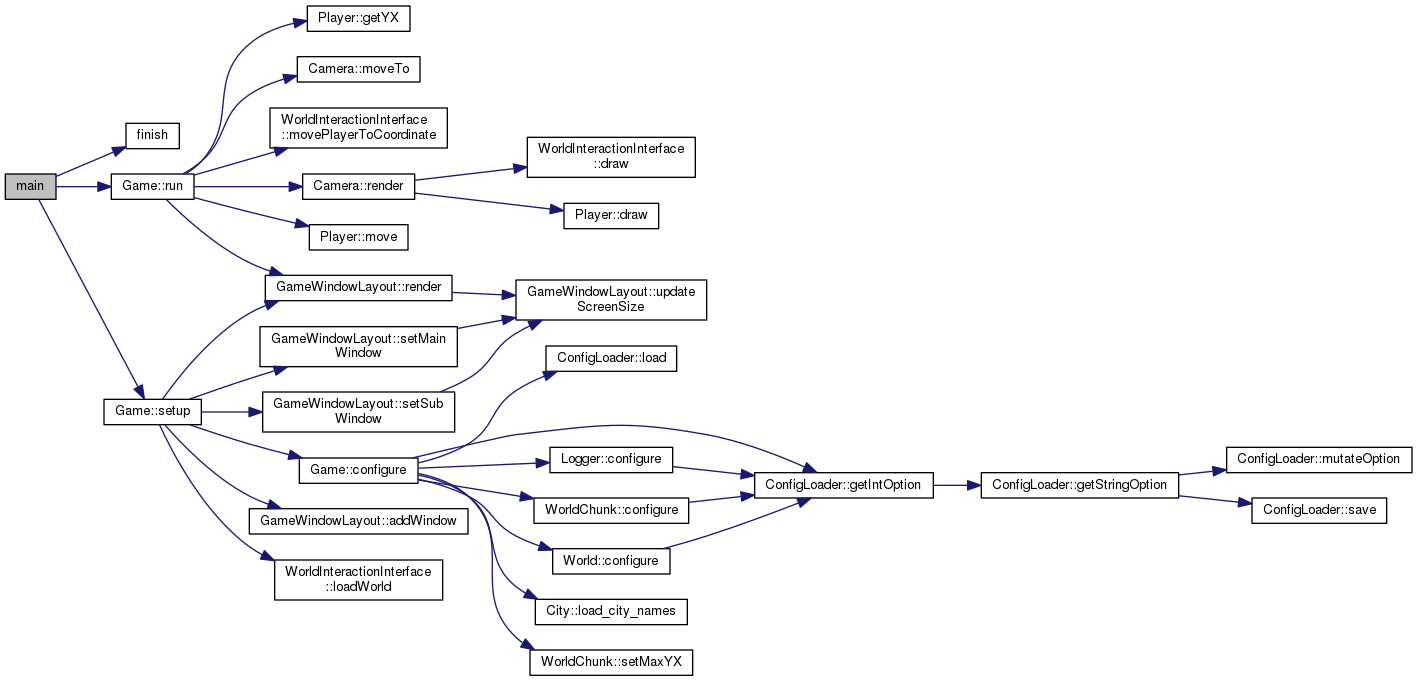 main
finish
Game::run
Game::setup
Player::getYX
Camera::moveTo
WorldInteractionInterface
::movePlayerToCoordinate
Camera::render
Player::move
GameWindowLayout::render
GameWindowLayout::setMain
Window
GameWindowLayout::setSub
Window
Game::configure
GameWindowLayout::addWindow
WorldInteractionInterface
::loadWorld
WorldInteractionInterface
::draw
Player::draw
GameWindowLayout::update
ScreenSize
ConfigLoader::load
Logger::configure
WorldChunk::configure
World::configure
City::load_city_names
WorldChunk::setMaxYX
ConfigLoader::getIntOption
ConfigLoader::getStringOption
ConfigLoader::mutateOption
ConfigLoader::save